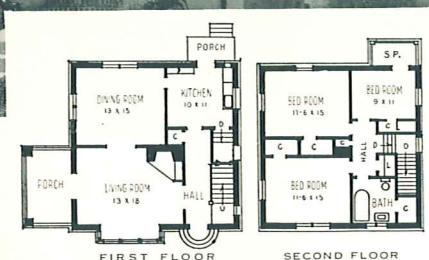 PORCH
KITCHEN
10 X 11
DINING ROOM
13 X 15
C
D
PORCH
LIVING ROOM
13 X 18
HALL
U
FIRST FLOOR
S.P.
BED ROOM
11-6 X 15
BED ROOM
9 X 11
C
C
C
C
HALL
D
L
BED ROOM
11-6 X 15
BATH
C
SECOND FLOOR